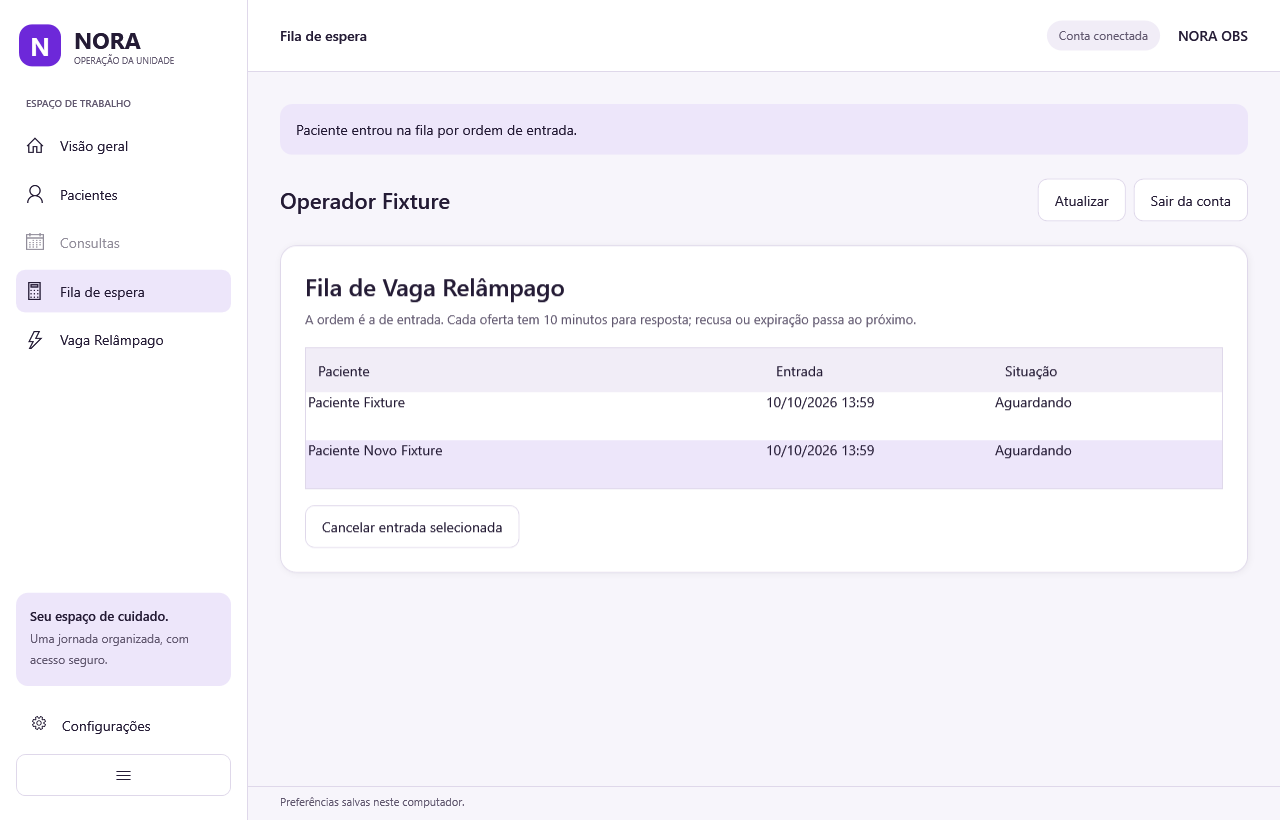 N
NORA
OPERAÇÃO DA UNIDADE
ESPAÇO DE TRABALHO
Visão geral
Pacientes
Consultas
Fila de espera
Vaga Relâmpago
Seu espaço de cuidado.
Uma jornada organizada, com
acesso seguro.
Configurações
Fila de espera
Conta conectada
NORA OBS
Paciente entrou na fila por ordem de entrada.
Operador Fixture
Atualizar
Sair da conta
Fila de Vaga Relâmpago
A ordem é a de entrada. Cada oferta tem 10 minutos para resposta; recusa ou expiração passa ao próximo.
Paciente Entrada Situação
Paciente Fixture 10/10/2026 13:59 Aguardando
Paciente Novo Fixture 10/10/2026 13:59 Aguardando
Cancelar entrada selecionada
Preferências salvas neste computador.